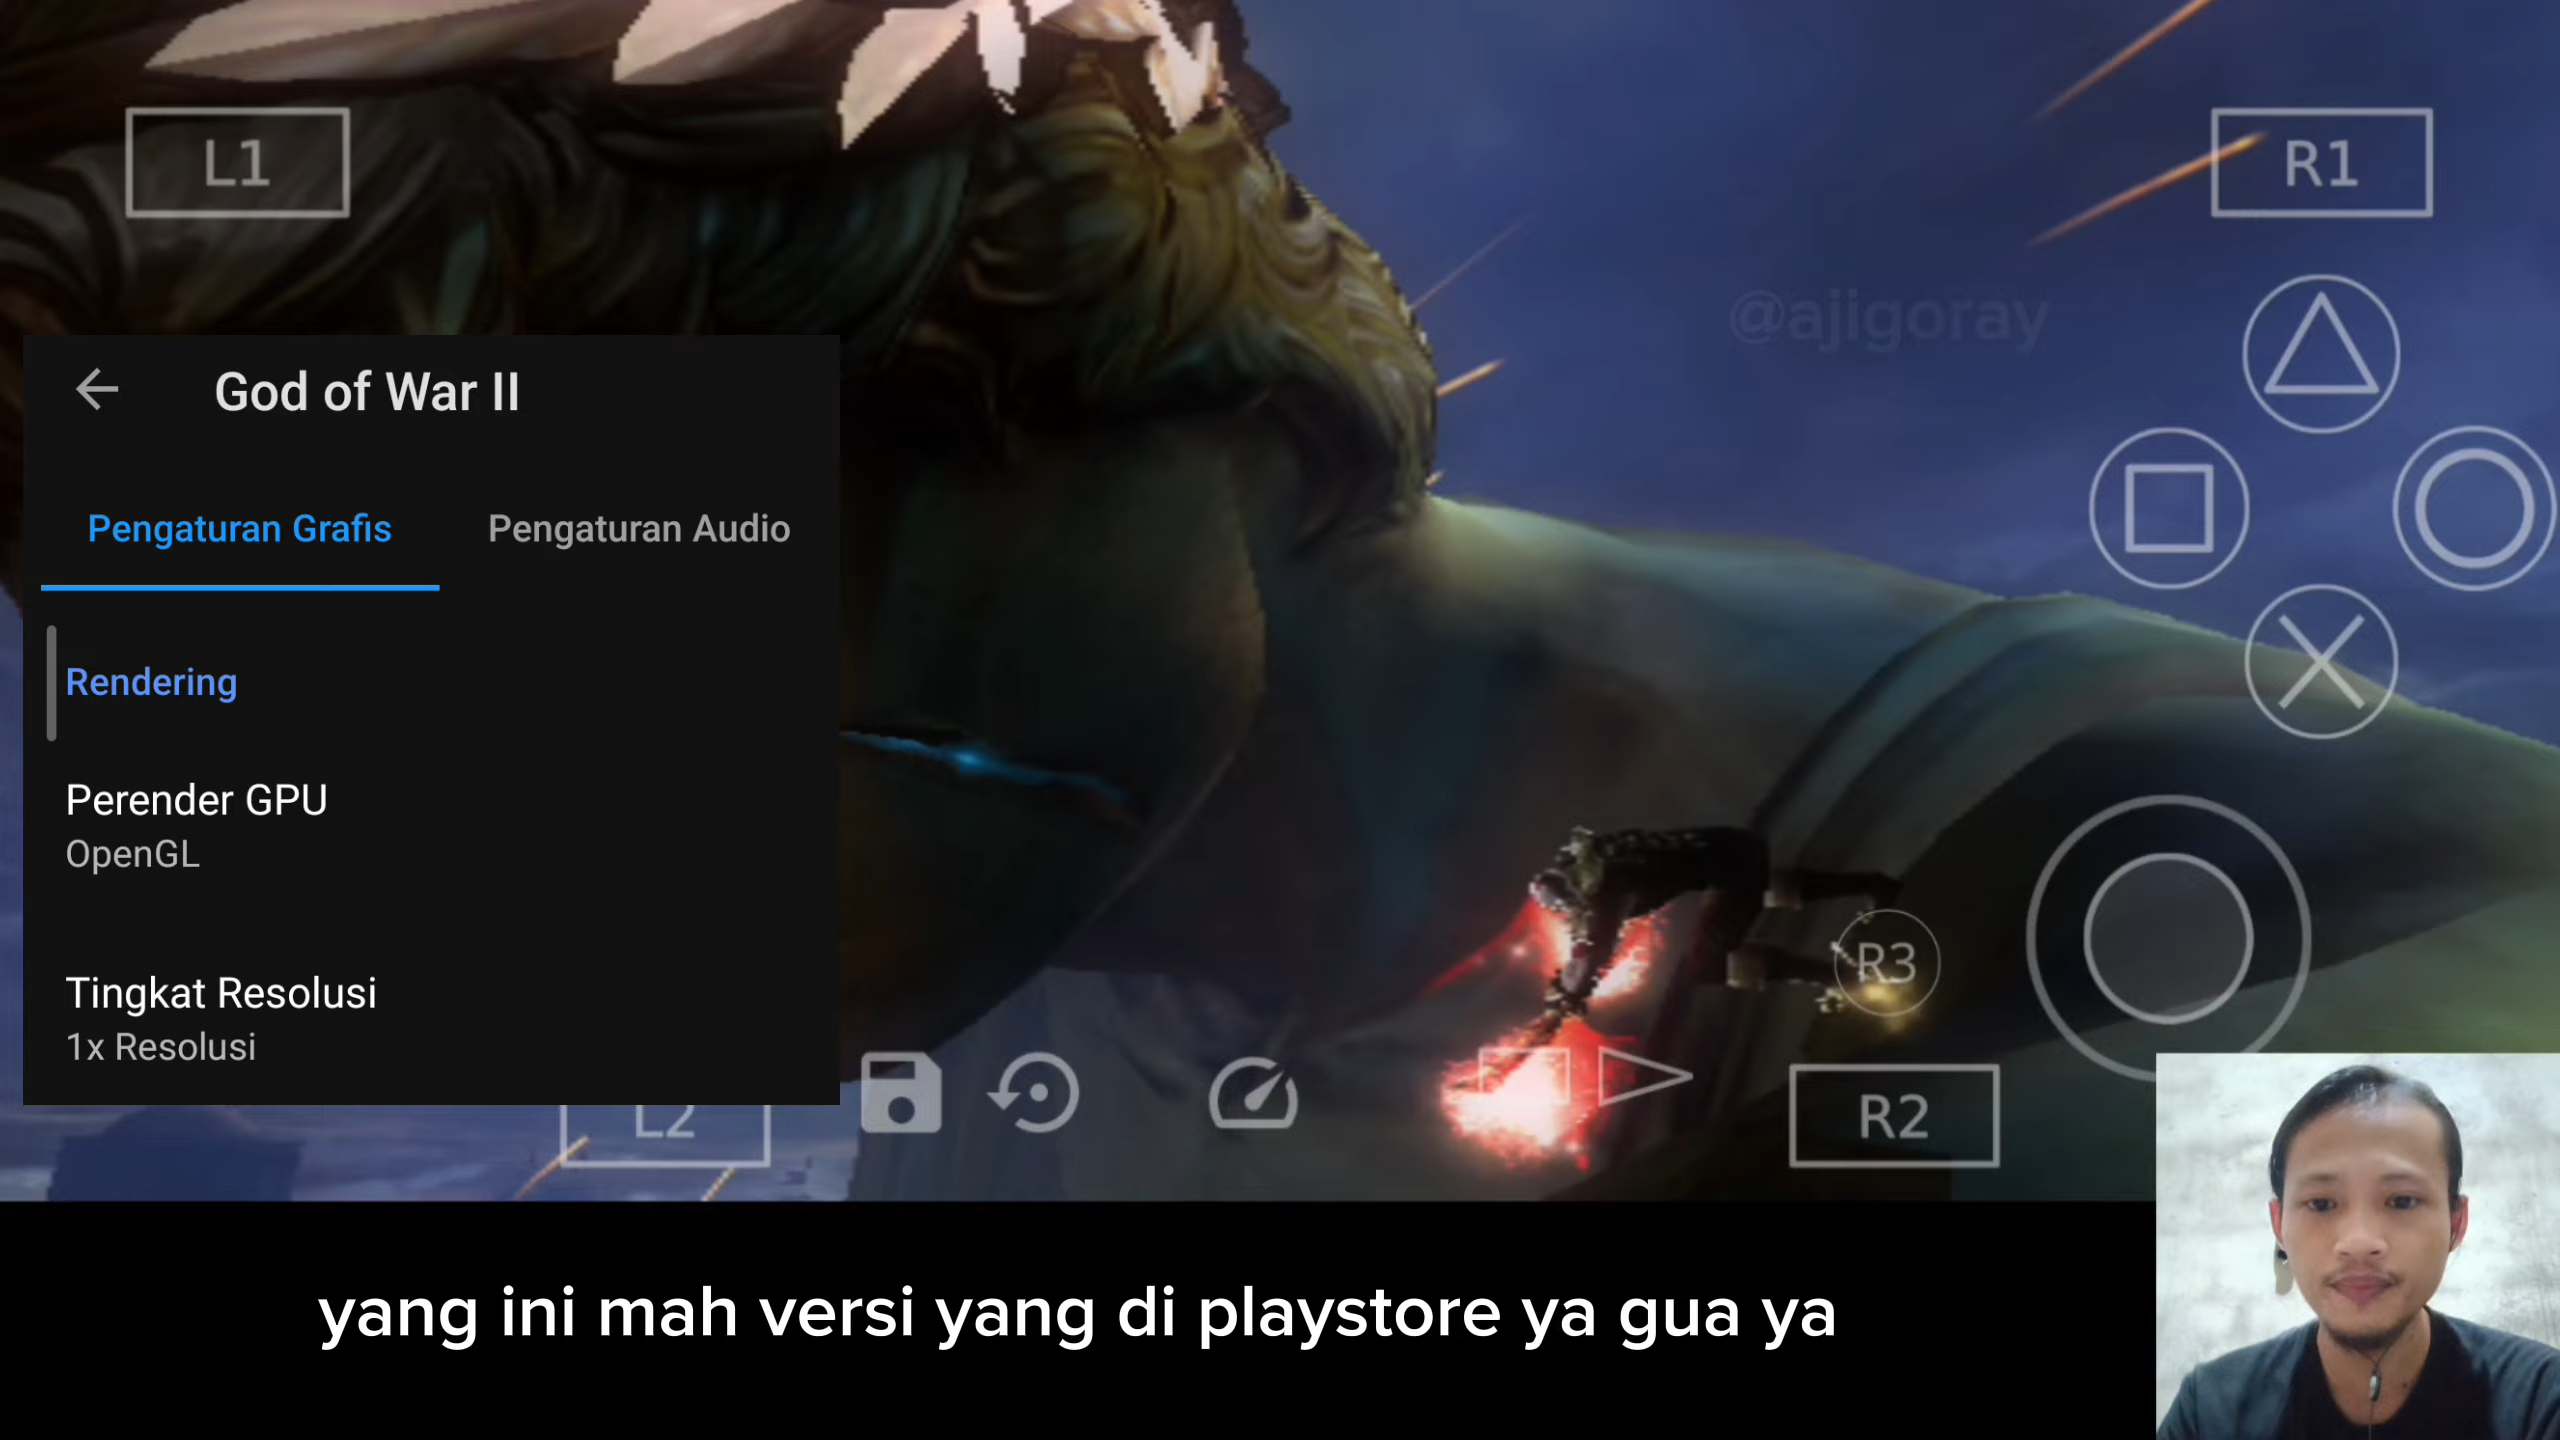 L1
R1
@ajigoray
God of War II
Pengaturan Grafis
Pengaturan Audio
Rendering
Perender GPU
OpenGL
Tingkat Resolusi
1x Resolusi
R3
L2
R2
yang ini mah versi yang di playstore ya gua ya